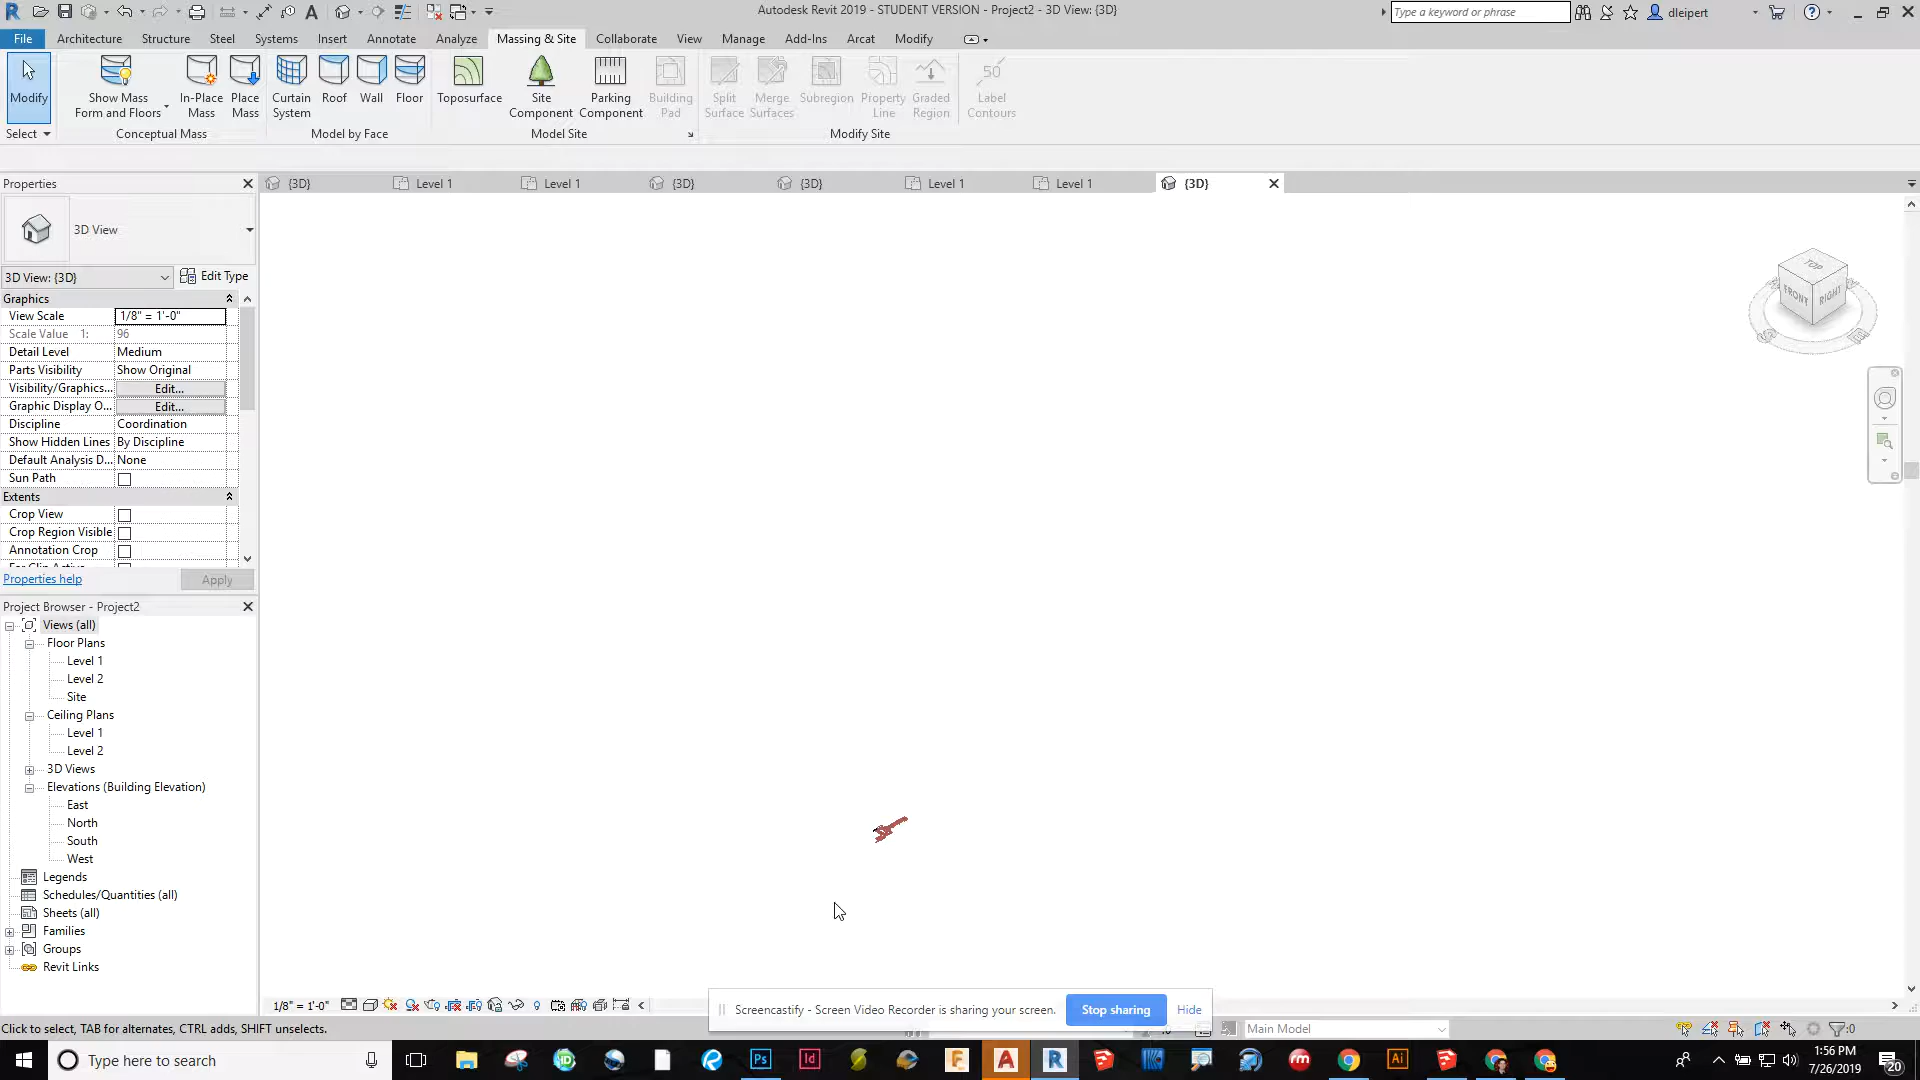 Autodesk Revit 2019 - STUDENT VERSION - Project2 - 3D View: {3D}
Type a keyword or phrase
dleipert
File Architecture Structure Steel Systems Insert Annotate Analyze Massing & Site Collaborate View Manage Add-Ins Arcat Modify
Modify
Show Mass
Form and Floors
In-Place
Mass
Place
Mass
Curtain
System
Roof
Wall
Floor
Toposurface
Site
Component
Parking
Component
Building
Pad
Split
Surface
Merge
Surfaces
Subregion
Property
Line
Graded
Region
50
Label
Contours
Select
Conceptual Mass
Model by Face
Model Site
Modify Site
Properties
{3D} Level 1 Level 1 {3D} {3D} Level 1 Level 1 {3D}
3D View
3D View: {3D}
Edit Type
Graphics
View Scale 1/8" = 1'-0"
Scale Value 1: 96
Detail Level Medium
Parts Visibility Show Original
Visibility/Graphics... Edit...
Graphic Display O... Edit...
Discipline Coordination
Show Hidden Lines By Discipline
Default Analysis D... None
Sun Path
Extents
Crop View
Crop Region Visible
Annotation Crop
Properties help
Apply
TOP
FRONT
RIGHT
S
E
Project Browser - Project2
Views (all)
Floor Plans
Level 1
Level 2
Site
Ceiling Plans
Level 1
Level 2
3D Views
Elevations (Building Elevation)
East
North
South
West
Legends
Schedules/Quantities (all)
Sheets (all)
Families
Groups
Revit Links
1/8" = 1'-0"
Screencastify - Screen Video Recorder is sharing your screen.
Stop sharing
Hide
Click to select, TAB for alternates, CTRL adds, SHIFT unselects.
Main Model
:0
Type here to search
Ps
Id
F
A
R
rm
Ai
1:56 PM
7/26/2019
20